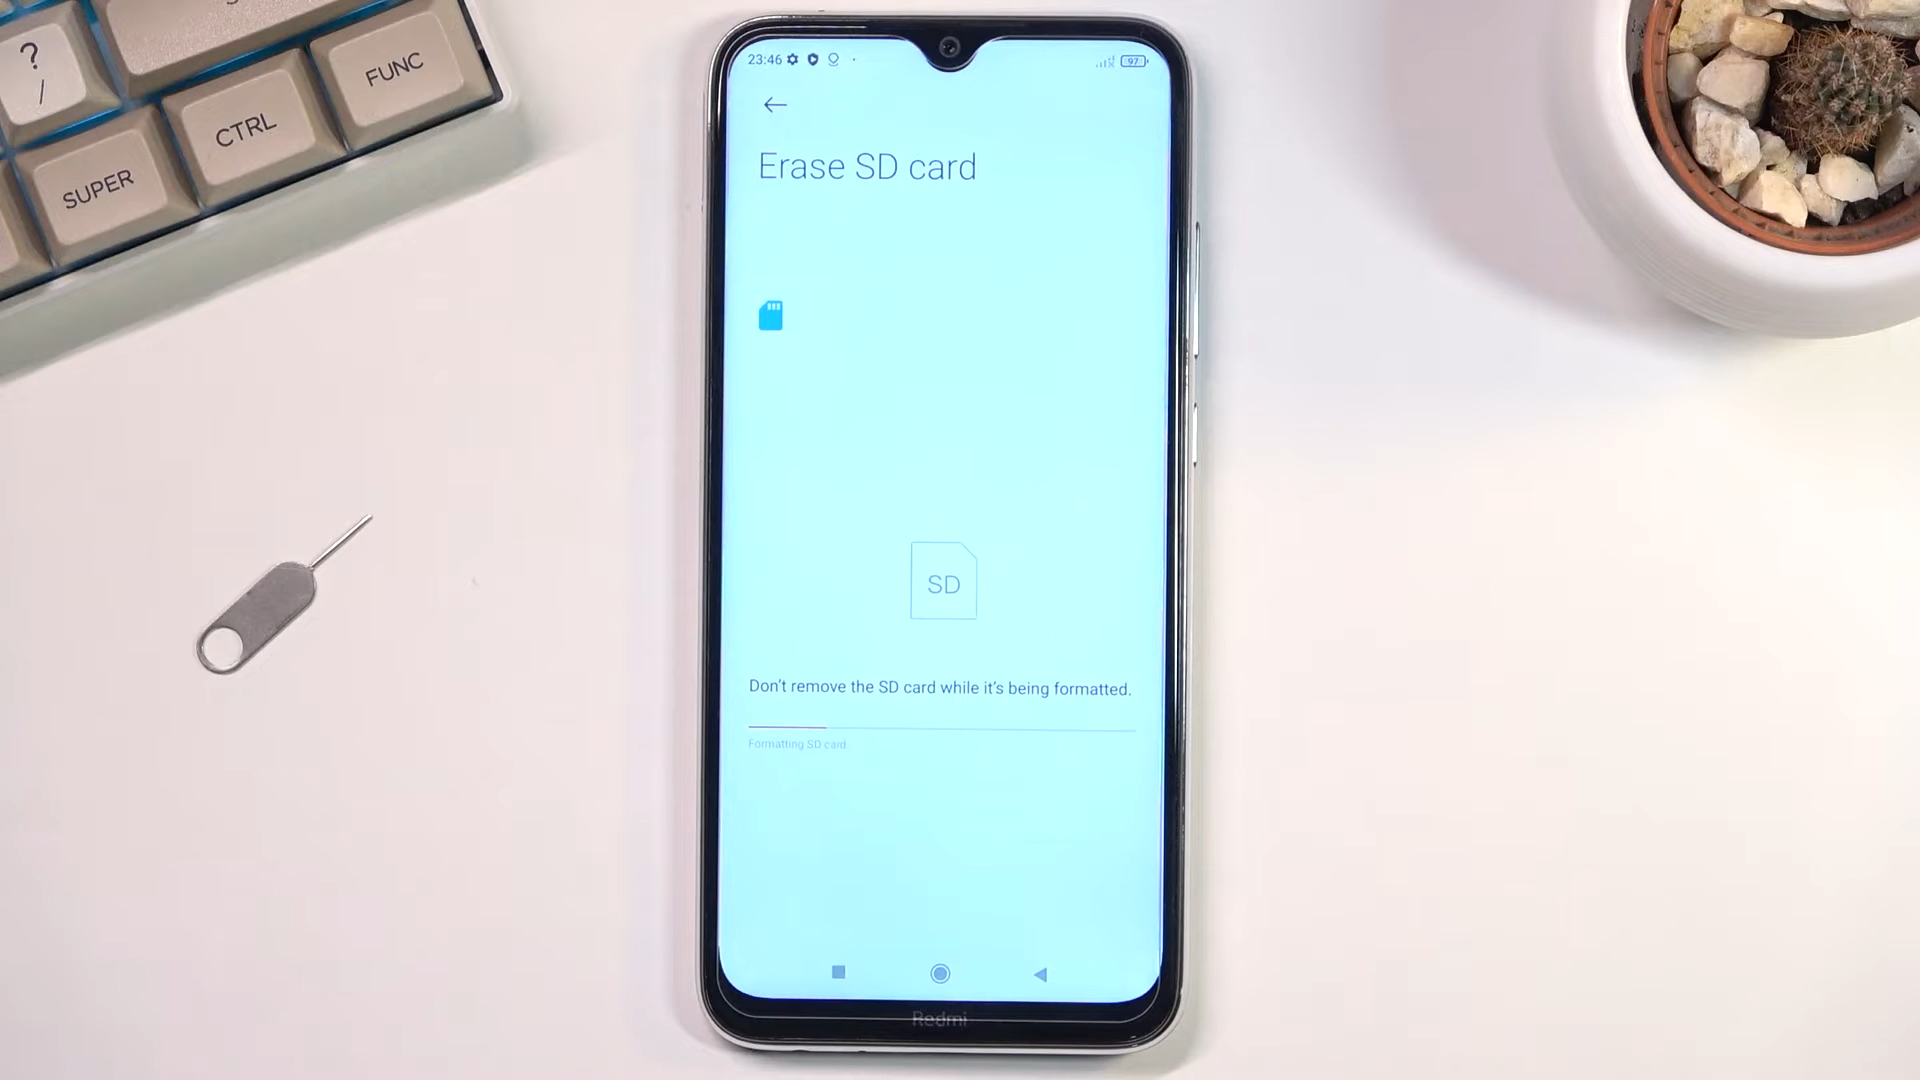 ?
/
FUNC
CTRL
SUPER
23:46
97
Erase SD card
SD
Don't remove the SD card while it's being formatted.
Formatting SD card
Redmi